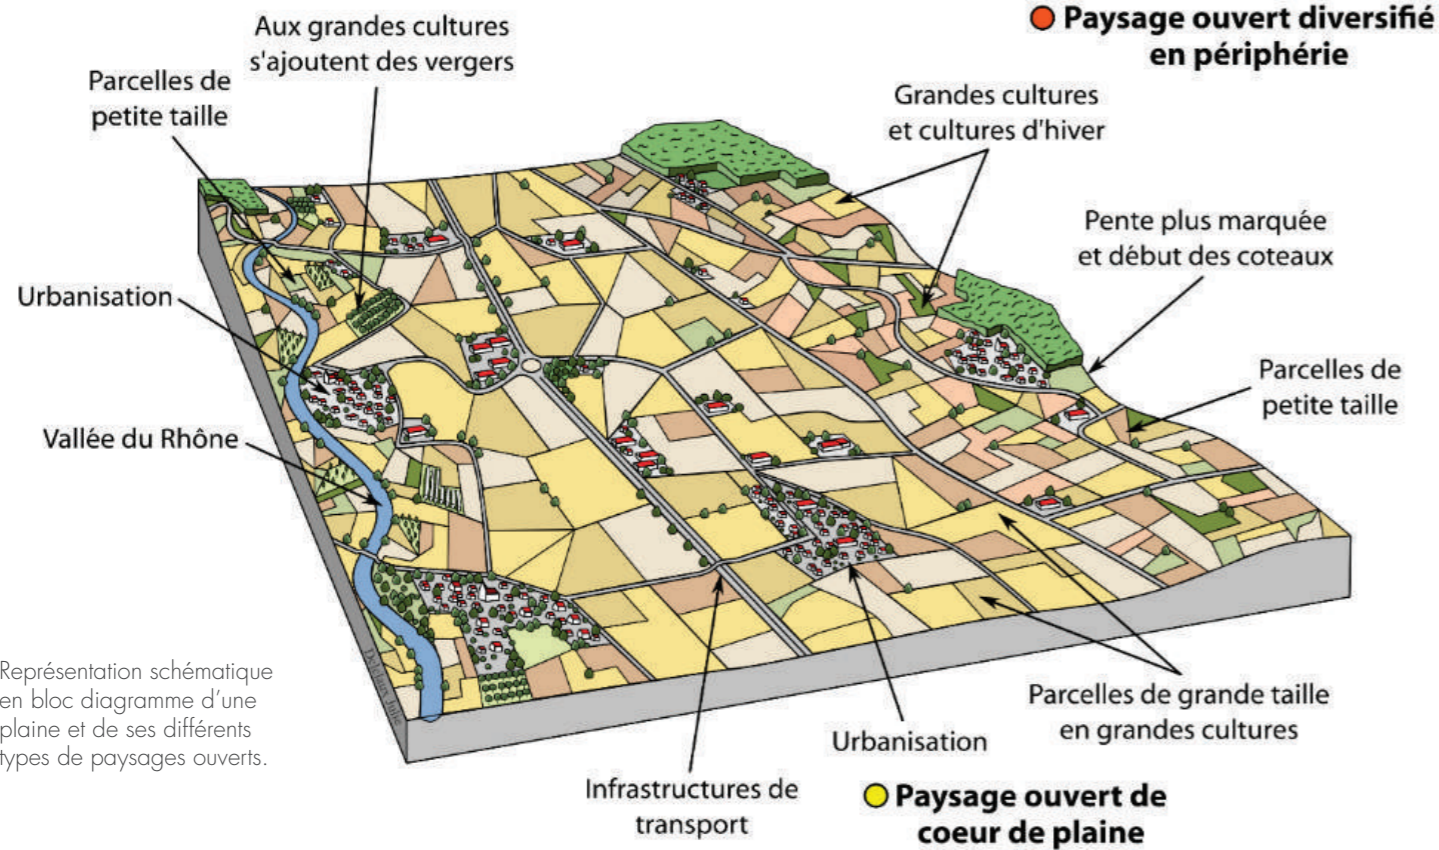 Paysage ouvert diversifié
en périphérie
Aux grandes cultures
s'ajoutent des vergers
Parcelles de
petite taille
Grandes cultures
et cultures d'hiver
Pente plus marquée
et début des coteaux
Urbanisation
Parcelles de
petite taille
Vallée du Rhône
Représentation schématique
en bloc diagramme d’une
plaine et de ses différents
types de paysages ouverts.
Delclaux Julie
Parcelles de grande taille
en grandes cultures
Urbanisation
Infrastructures de
transport
Paysage ouvert de
coeur de plaine